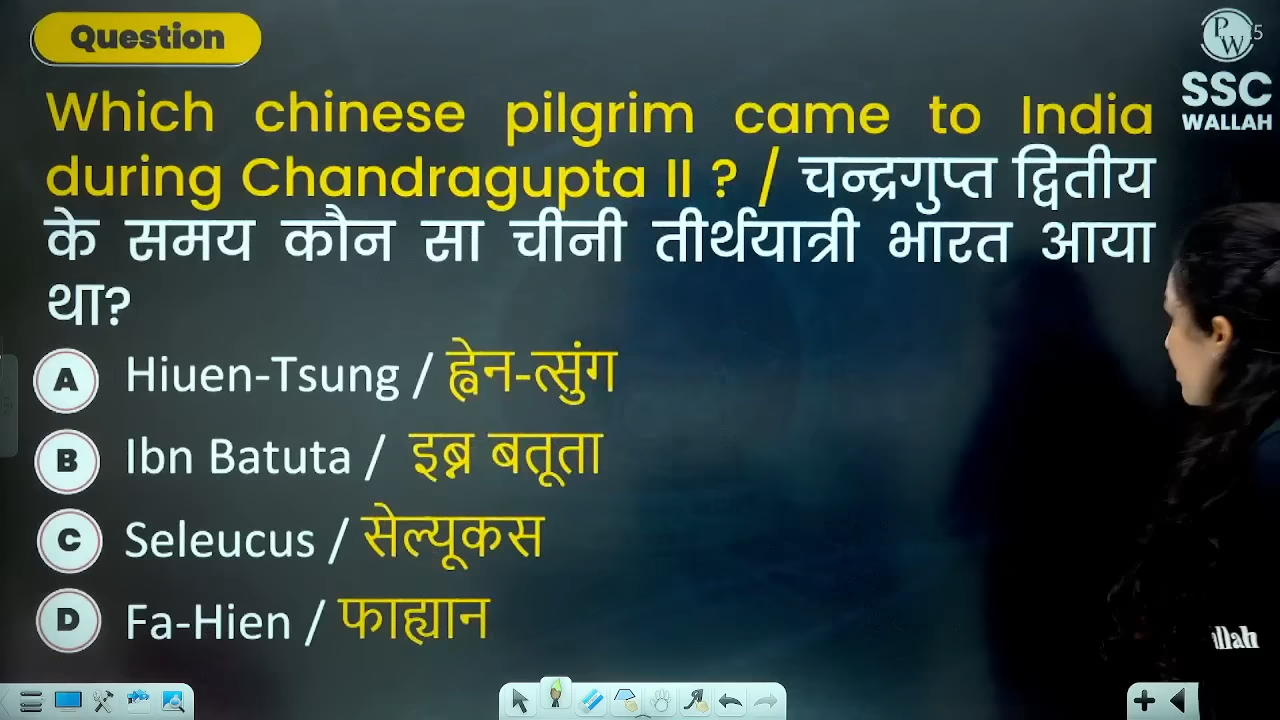 Question
Which chinese pilgrim came to India
during Chandragupta II ? / चन्द्रगुप्त द्वितीय
के समय कौन सा चीनी तीर्थयात्री भारत आया
था?
A Hiuen-Tsung / ह्वेन-त्सुंग
B Ibn Batuta / इब्न बतूता
C Seleucus / सेल्यूकस
D Fa-Hien / फाह्यान
PW
SSC
WALLAH